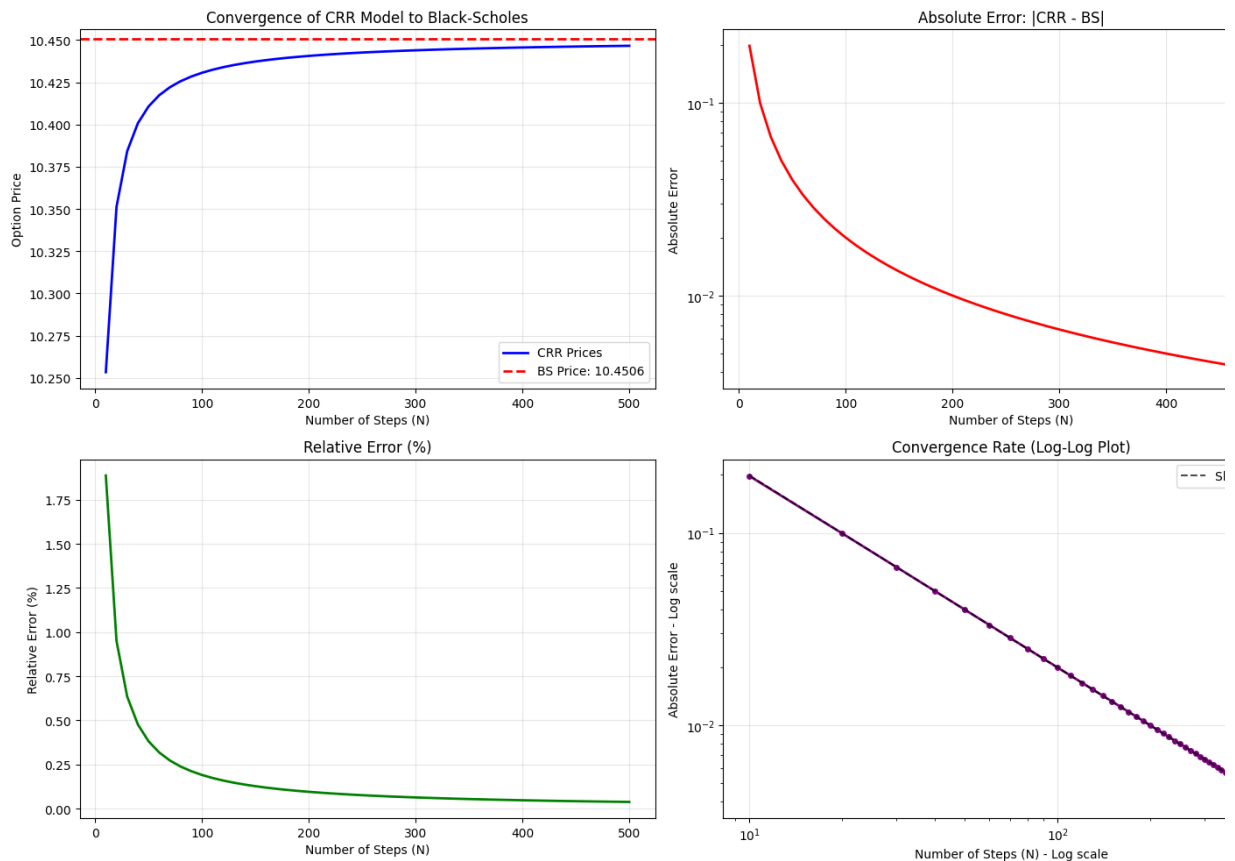 Convergence of CRR Model to Black-Scholes
Option Price
10.450
10.425
10.400
10.375
10.350
10.325
10.300
10.275
10.250
CRR Prices
BS Price: 10.4506
0 100 200 300 400 500
Number of Steps (N)
Absolute Error: |CRR - BS|
Absolute Error
10⁻¹
10⁻²
0 100 200 300 400
Number of Steps (N)
Relative Error (%)
Relative Error (%)
1.75
1.50
1.25
1.00
0.75
0.50
0.25
0.00
0 100 200 300 400 500
Number of Steps (N)
Convergence Rate (Log-Log Plot)
Absolute Error - Log scale
10⁻¹
10⁻²
10¹ 10²
Number of Steps (N) - Log scale